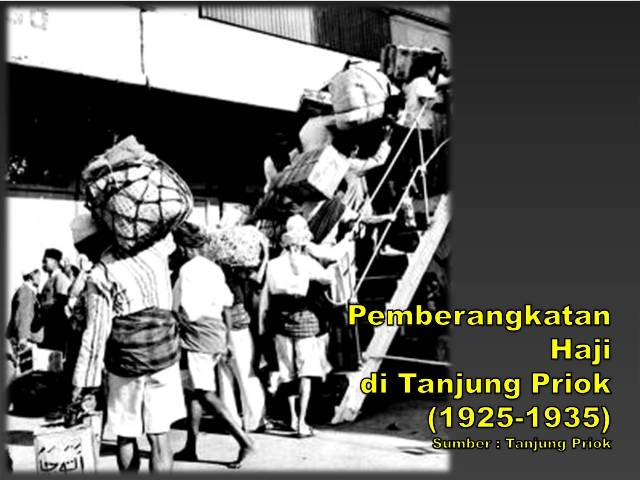 Pemberangkatan
Haji
di Tanjung Priok
(1925-1935)
Sumber : Tanjung Priok